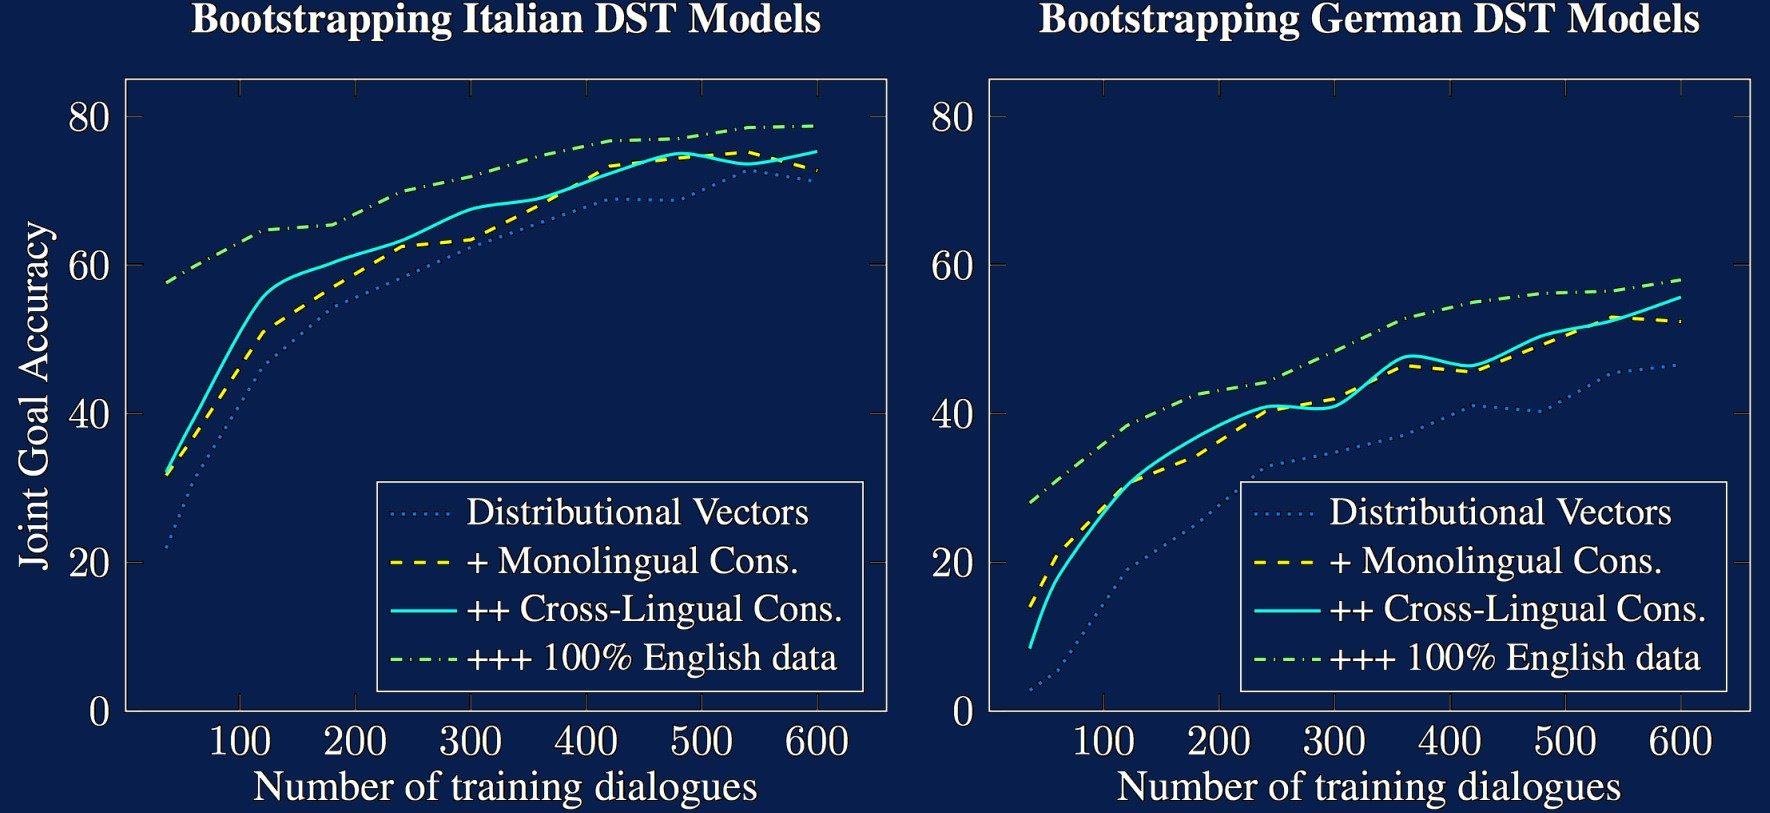 Bootstrapping Italian DST Models
80
60
40
20
0
Joint Goal Accuracy
Distributional Vectors
+ Monolingual Cons.
++ Cross-Lingual Cons.
+++ 100% English data
100 200 300 400 500 600
Number of training dialogues
Bootstrapping German DST Models
80
60
40
20
0
Distributional Vectors
+ Monolingual Cons.
++ Cross-Lingual Cons.
+++ 100% English data
100 200 300 400 500 600
Number of training dialogues